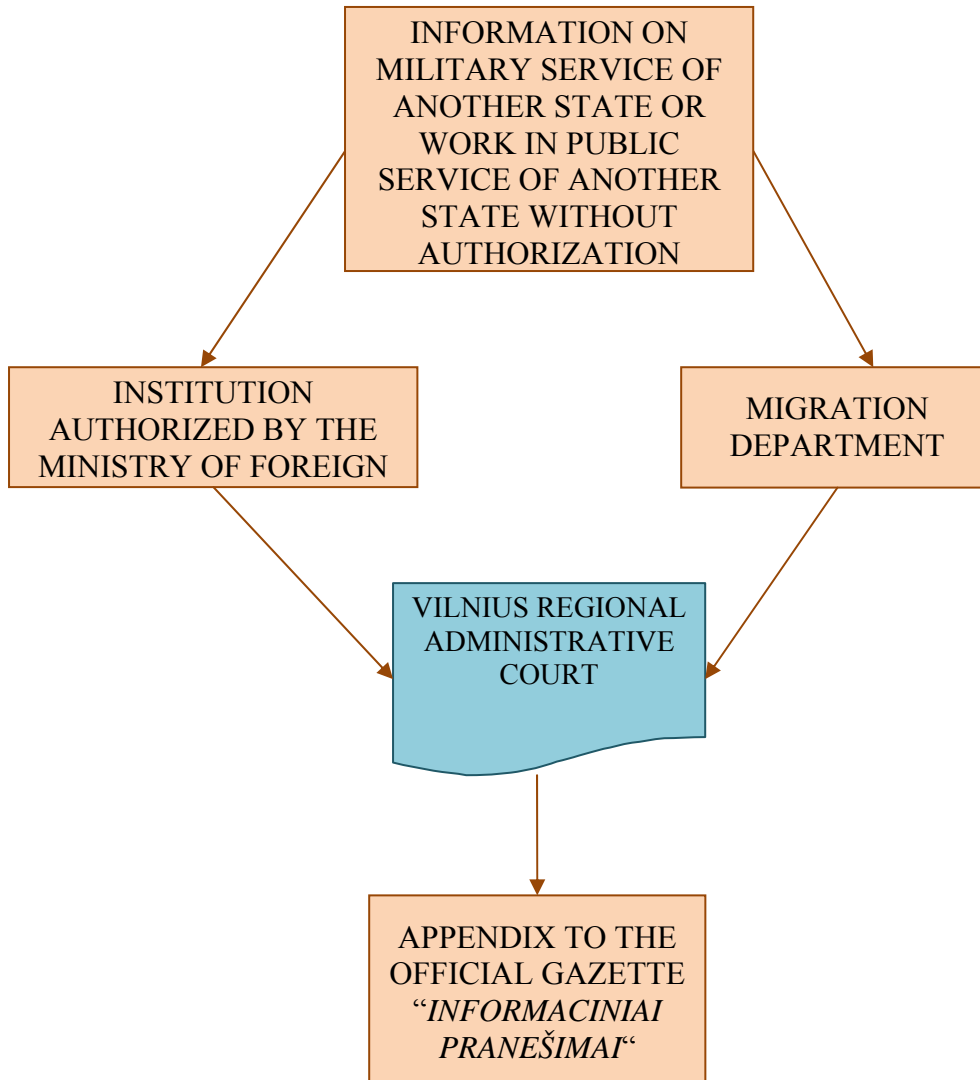 INFORMATION ON
MILITARY SERVICE OF
ANOTHER STATE OR
WORK IN PUBLIC
SERVICE OF ANOTHER
STATE WITHOUT
AUTHORIZATION
INSTITUTION
AUTHORIZED BY THE
MINISTRY OF FOREIGN
MIGRATION
DEPARTMENT
VILNIUS REGIONAL
ADMINISTRATIVE
COURT
APPENDIX TO THE
OFFICIAL GAZETTE
“INFORMACINIAI
PRANEŠIMAI“